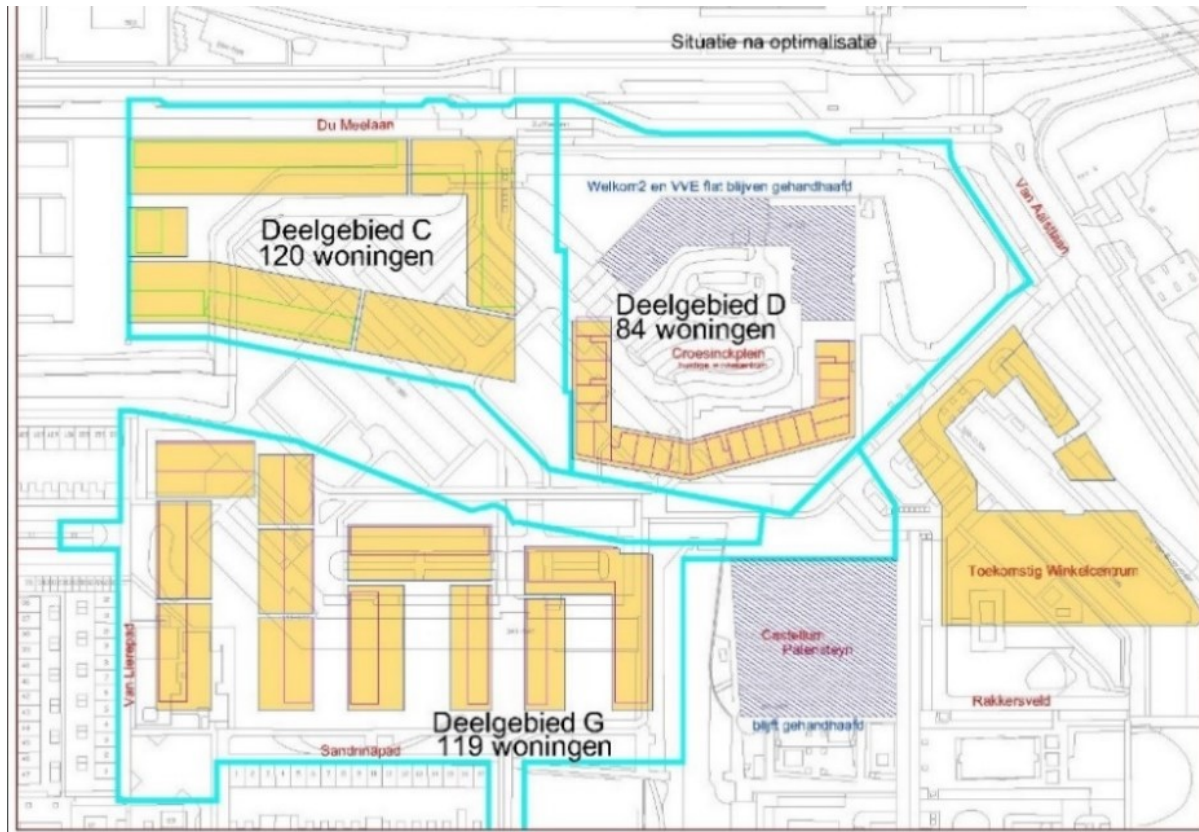 Situatie na optimalisatie
Du Meelaan
Van Aalstlaan
Welkom2 en VVE flat blijven gehandhaafd
Deelgebied C
120 woningen
Deelgebied D
84 woningen
Croesinckplein
Toekomstig Winkelcentrum
Castellum
Palensteyn
Van Lierepad
Rakkersveld
Deelgebied G
119 woningen
blijft gehandhaafd
Sandrinapad